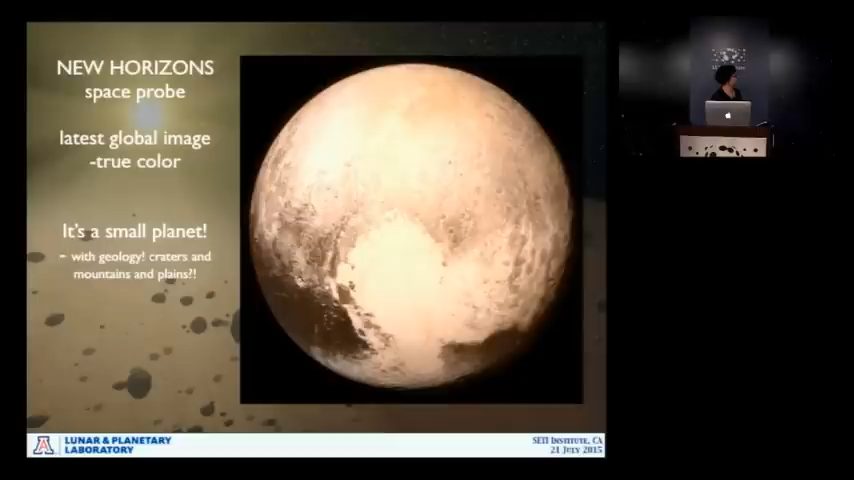 NEW HORIZONS
space probe
latest global image
-true color
It's a small planet!
- with geology! craters and
mountains and plains?!
LUNAR & PLANETARY
LABORATORY
SETI INSTITUTE, CA
21 JULY 2015